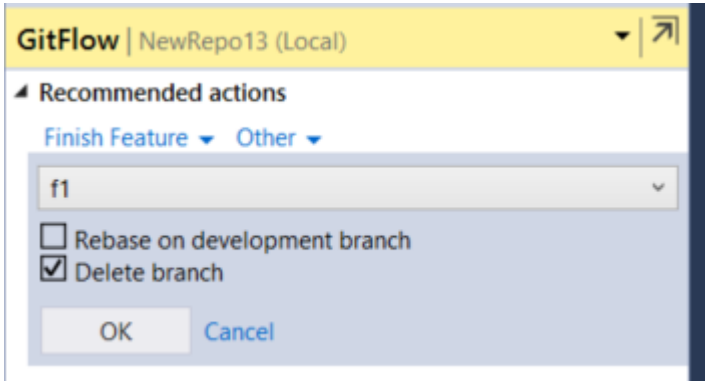 GitFlow | NewRepo13 (Local)
Recommended actions
Finish Feature Other
f1
Rebase on development branch
Delete branch
OK Cancel